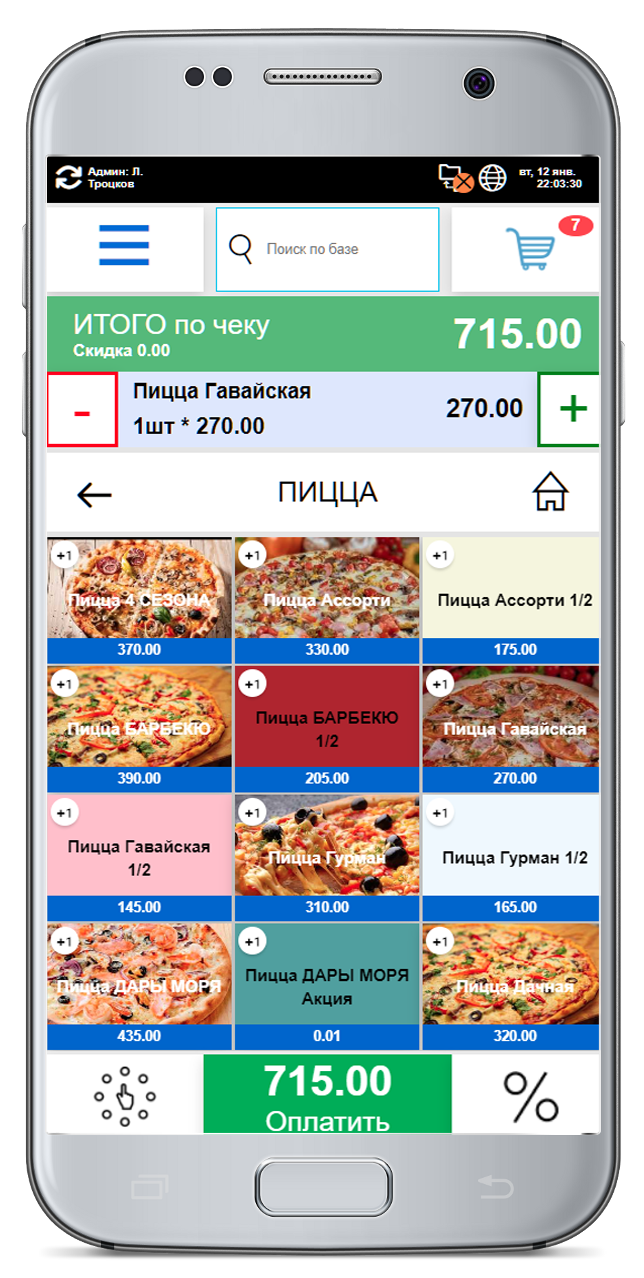 Админ: Л.
Троцков
вт, 12 янв.
22:03:30
Поиск по базе
7
ИТОГО по чеку
Скидка 0.00
715.00
-
Пицца Гавайская
1шт * 270.00
270.00
+
ПИЦЦА
+1
Пицца 4 СЕЗОНА
370.00
+1
Пицца Ассорти
330.00
+1
Пицца Ассорти 1/2
175.00
+1
Пицца БАРБЕКЮ
390.00
+1
Пицца БАРБЕКЮ
1/2
205.00
+1
Пицца Гавайская
270.00
+1
Пицца Гавайская
1/2
145.00
+1
Пицца Гурман
310.00
+1
Пицца Гурман 1/2
165.00
+1
Пицца ДАРЫ МОРЯ
435.00
+1
Пицца ДАРЫ МОРЯ
Акция
0.01
+1
Пицца Дачная
320.00
715.00
Оплатить
%